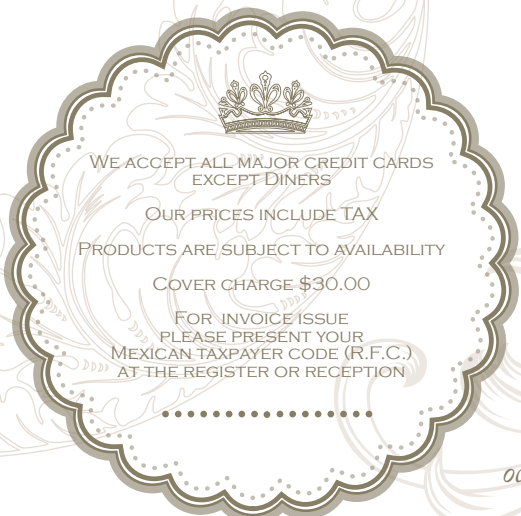 We accept all major credit cards
except Diners
Our prices include TAX
Products are subject to availability
Cover charge $30.00
For invoice issue
please present your
Mexican taxpayer code (R.F.C.)
at the register or reception